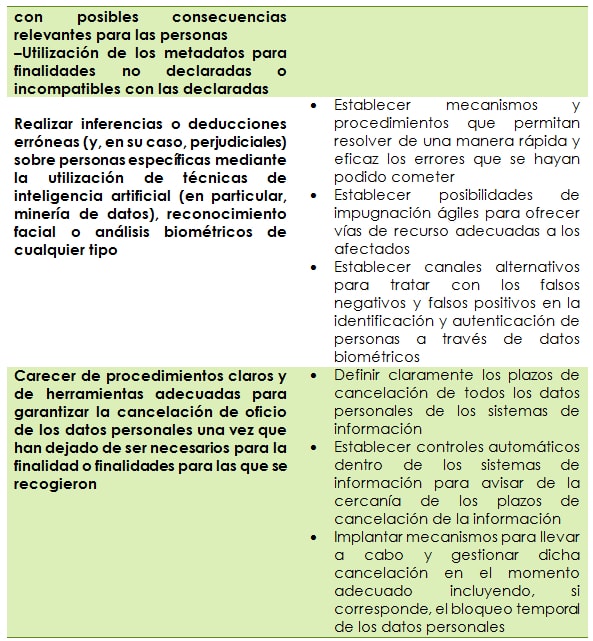 con posibles consecuencias
relevantes para las personas
–Utilización de los metadatos para
finalidades no declaradas o
incompatibles con las declaradas
Realizar inferencias o deducciones
erróneas (y, en su caso, perjudiciales)
sobre personas específicas mediante
la utilización de técnicas de
inteligencia artificial (en particular,
minería de datos), reconocimiento
facial o análisis biométricos de
cualquier tipo
• Establecer mecanismos y
procedimientos que permitan
resolver de una manera rápida y
eficaz los errores que se hayan
podido cometer
• Establecer posibilidades de
impugnación ágiles para ofrecer
vías de recurso adecuadas a los
afectados
• Establecer canales alternativos
para tratar con los falsos
negativos y falsos positivos en la
identificación y autenticación de
personas a través de datos
biométricos
Carecer de procedimientos claros y
de herramientas adecuadas para
garantizar la cancelación de oficio
de los datos personales una vez que
han dejado de ser necesarios para la
finalidad o finalidades para las que se
recogieron
• Definir claramente los plazos de
cancelación de todos los datos
personales de los sistemas de
información
• Establecer controles automáticos
dentro de los sistemas de
información para avisar de la
cercanía de los plazos de
cancelación de la información
• Implantar mecanismos para llevar
a cabo y gestionar dicha
cancelación en el momento
adecuado incluyendo, si
corresponde, el bloqueo temporal
de los datos personales